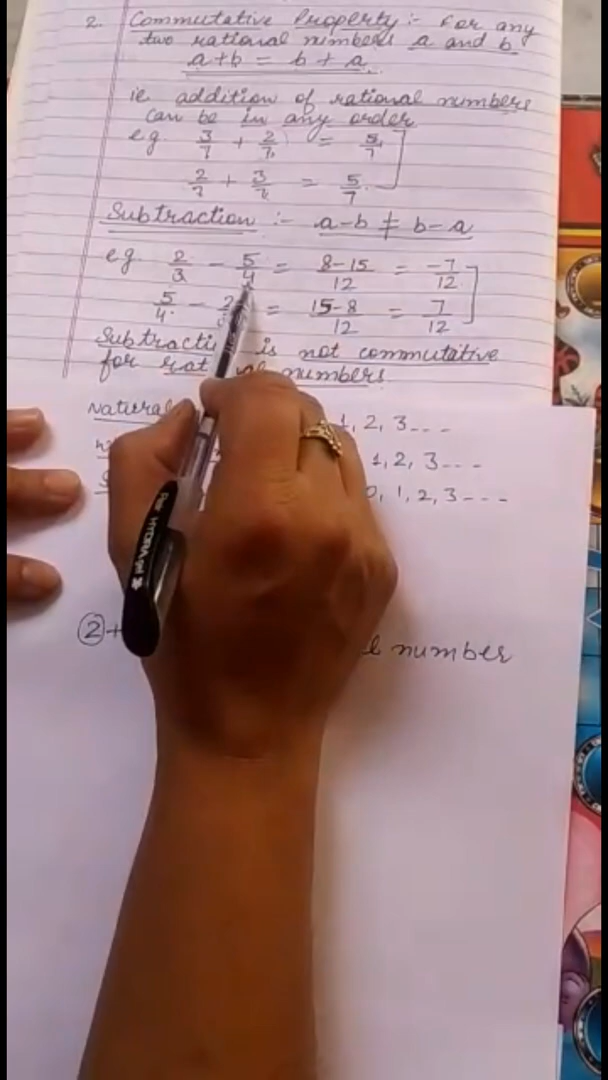 2. Commutative Property :- For any
two rational numbers a and b
a+b = b+a.
ie addition of rational numbers
can be in any order
eg 3/7 + 2/7 = 5/7
2/7 + 3/7 = 5/7
Subtraction :- a-b ≠ b-a
eg. 2/3 - 5/4 = 8-15/12 = -7/12
5/4 - 2 = 15-8/12 = 7/12
is not commutative
for numbers
Natural 1, 2, 3---
1, 2, 3---
0, 1, 2, 3---
②+ number
HYDRA gel